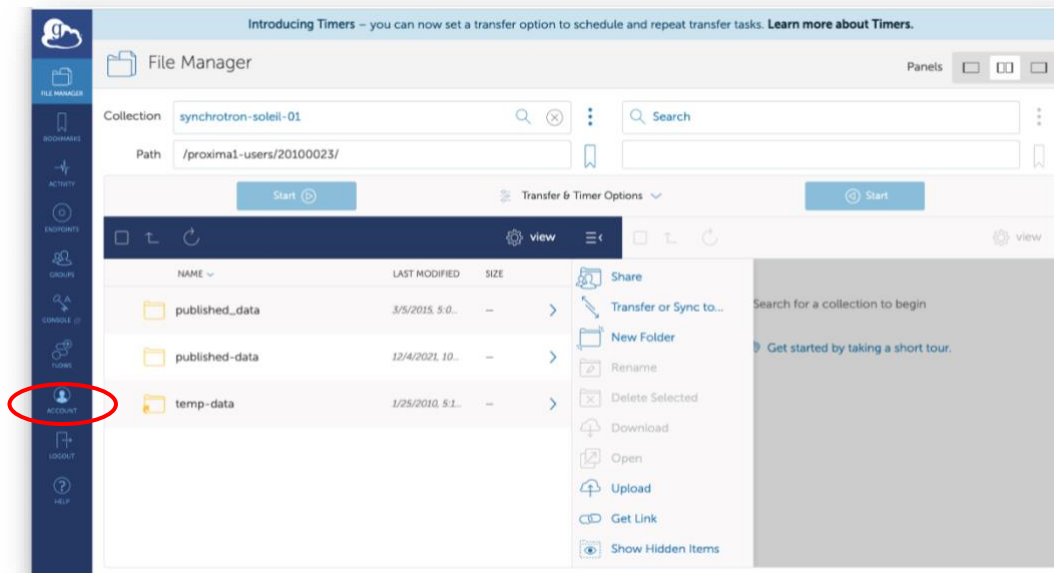 Introducing Timers – you can now set a transfer option to schedule and repeat transfer tasks. Learn more about Timers.
g
File Manager
Panels
FILE MANAGER
BOOKMARKS
ACTIVITY
ENDPOINTS
GROUPS
CONSOLE
FLOWS
ACCOUNT
LOGOUT
HELP
Collection synchrotron-soleil-01
Search
Path /proxima1-users/20100023/
Start
Transfer & Timer Options
Start
view
view
NAME LAST MODIFIED SIZE
published_data 3/5/2015, 5:0... —
published-data 12/4/2021, 10... —
temp-data 1/25/2010, 5:1... —
Share
Transfer or Sync to...
New Folder
Rename
Delete Selected
Download
Open
Upload
Get Link
Show Hidden Items
Search for a collection to begin
Get started by taking a short tour.